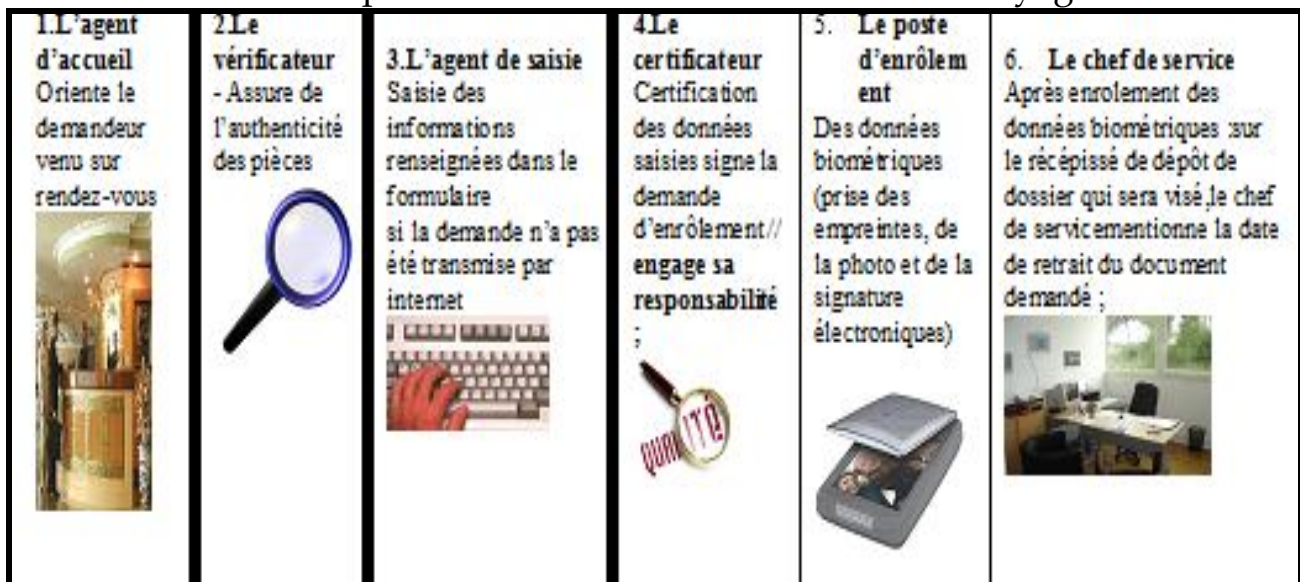 1.L'agent
d'accueil
Oriente le
demandeur
venu sur
rendez-vous
2.Le
vérificateur
- Assure de
l'authenticité
des pièces
3.L'agent de saisie
Saisie des
informations
renseignées dans le
formulaire
si la demande n'a pas
été transmise par
internet
4.Le
certificateur
Certification
des données
saisies signe la
demande
d'enrôlement//
engage sa
responsabilité
;
QUALITÉ
5. Le poste
d'enrôlem
ent
Des données
biométriques
(prise des
empreintes, de
la photo et de la
signature
électroniques)
6. Le chef de service
Après enrolement des
données biométriques :sur
le récépissé de dépôt de
dossier qui sera visé,le chef
de servicementionne la date
de retrait du document
demandé ;